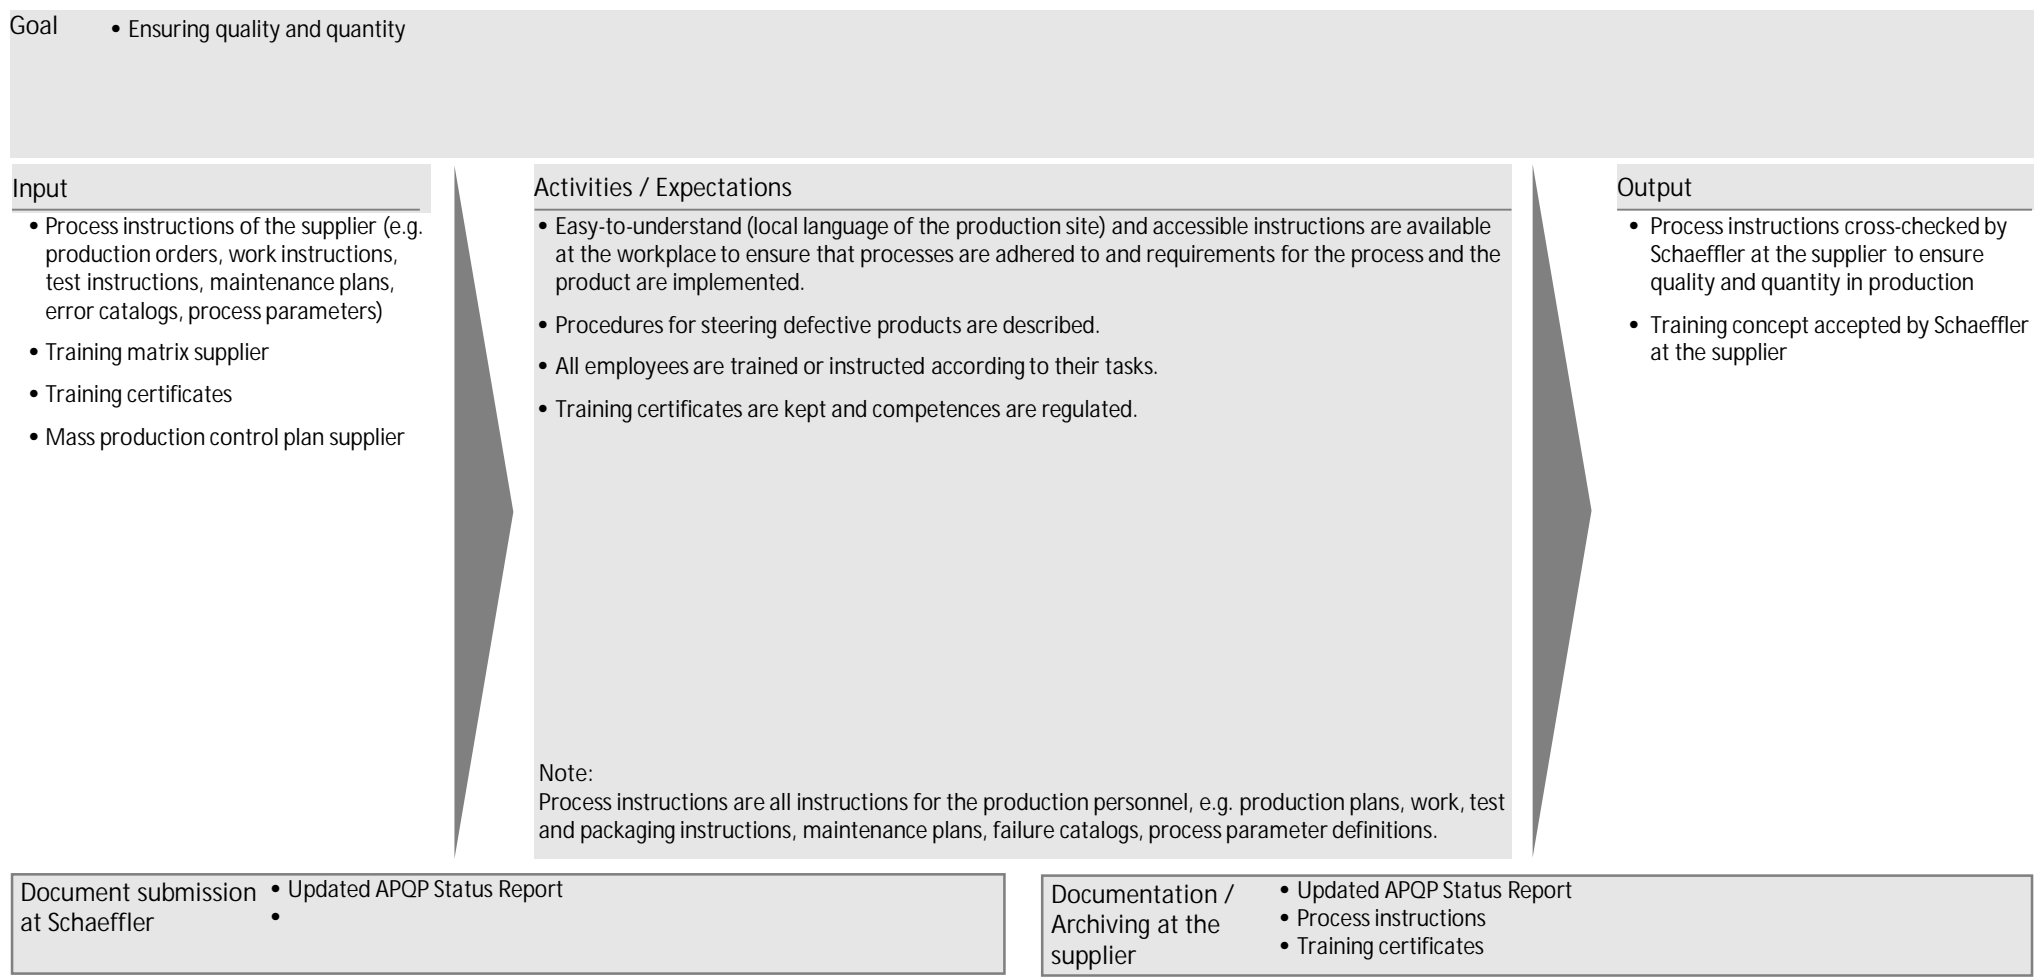 Goal
• Ensuring quality and quantity
Input
• Process instructions of the supplier (e.g.
production orders, work instructions,
test instructions, maintenance plans,
error catalogs, process parameters)
• Training matrix supplier
• Training certificates
• Mass production control plan supplier
Activities / Expectations
• Easy-to-understand (local language of the production site) and accessible instructions are available
at the workplace to ensure that processes are adhered to and requirements for the process and the
product are implemented.
• Procedures for steering defective products are described.
• All employees are trained or instructed according to their tasks.
• Training certificates are kept and competences are regulated.
Note:
Process instructions are all instructions for the production personnel, e.g. production plans, work, test
and packaging instructions, maintenance plans, failure catalogs, process parameter definitions.
Output
• Process instructions cross-checked by
Schaeffler at the supplier to ensure
quality and quantity in production
• Training concept accepted by Schaeffler
at the supplier
Document submission
at Schaeffler
• Updated APQP Status Report
•
Documentation /
Archiving at the
supplier
• Updated APQP Status Report
• Process instructions
• Training certificates